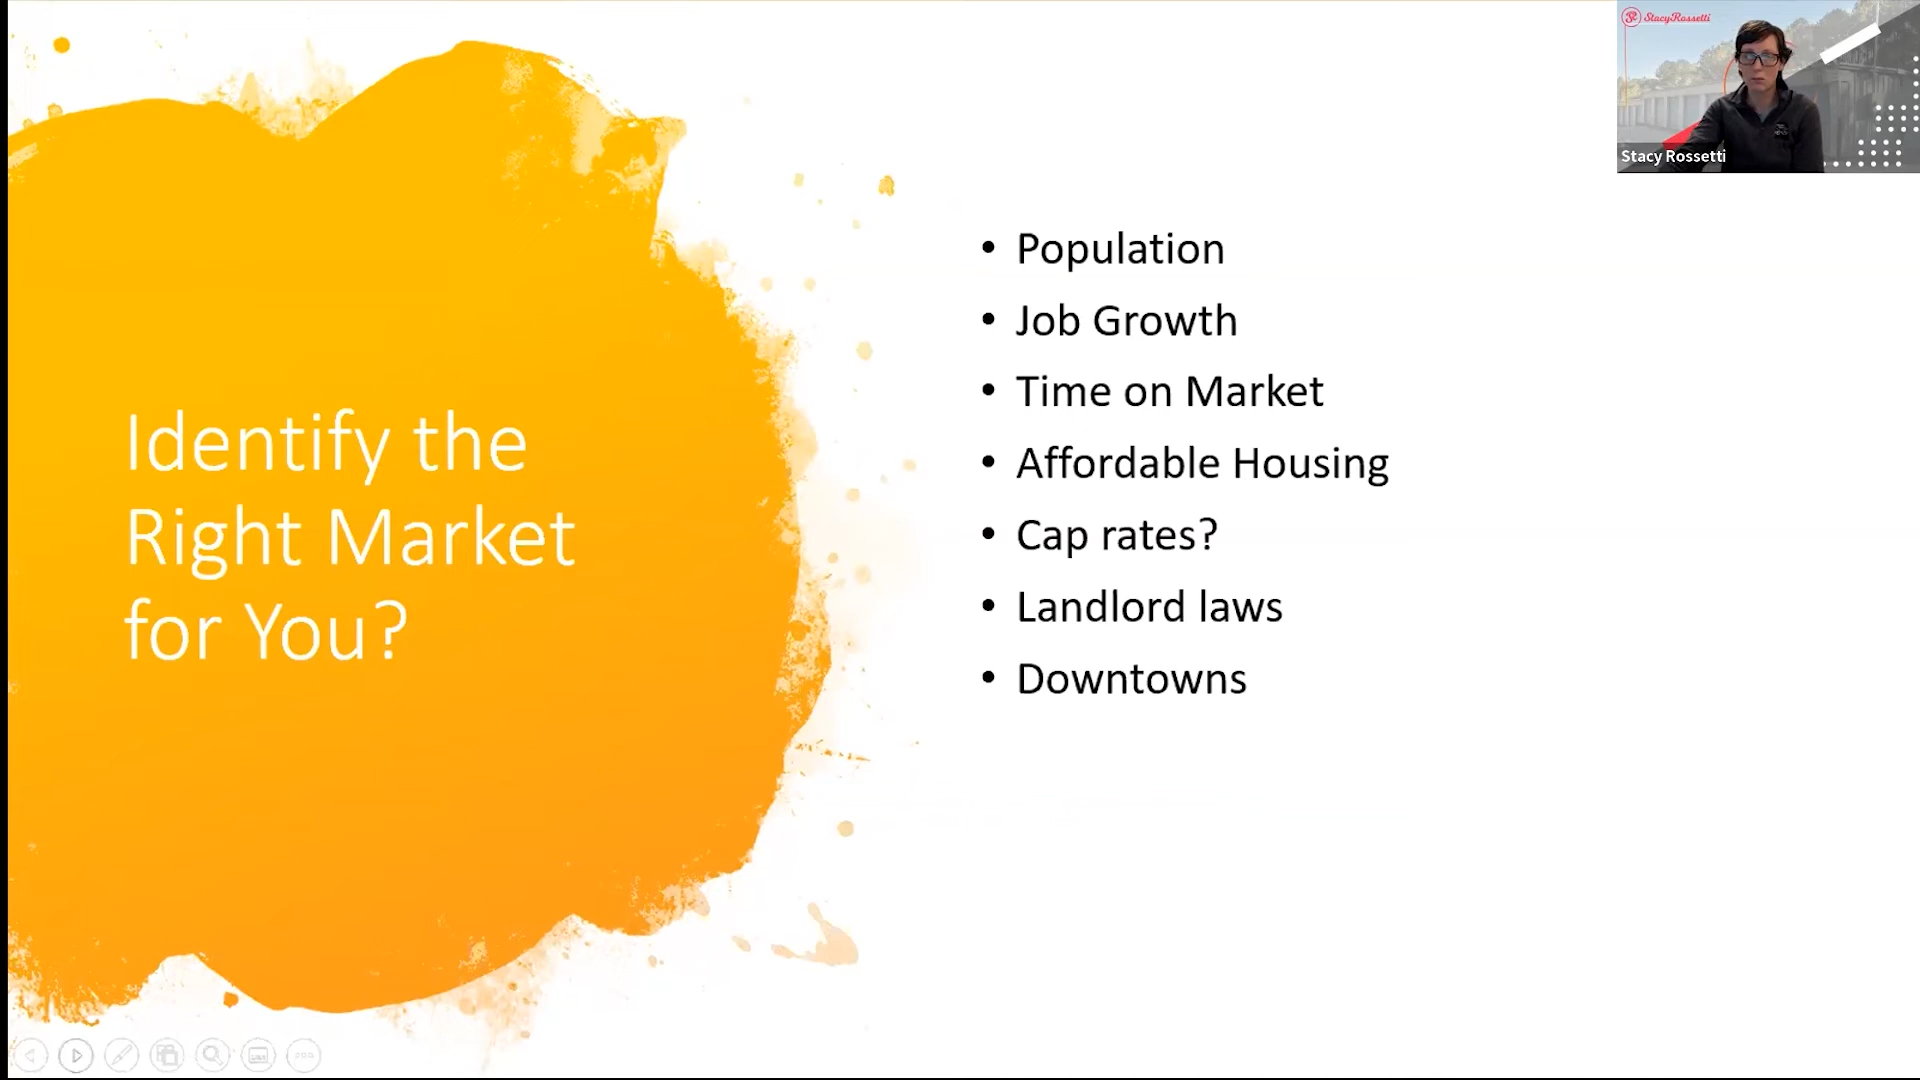 StacyRossetti
Stacy Rossetti
Identify the
Right Market
for You?
• Population
• Job Growth
• Time on Market
• Affordable Housing
• Cap rates?
• Landlord laws
• Downtowns